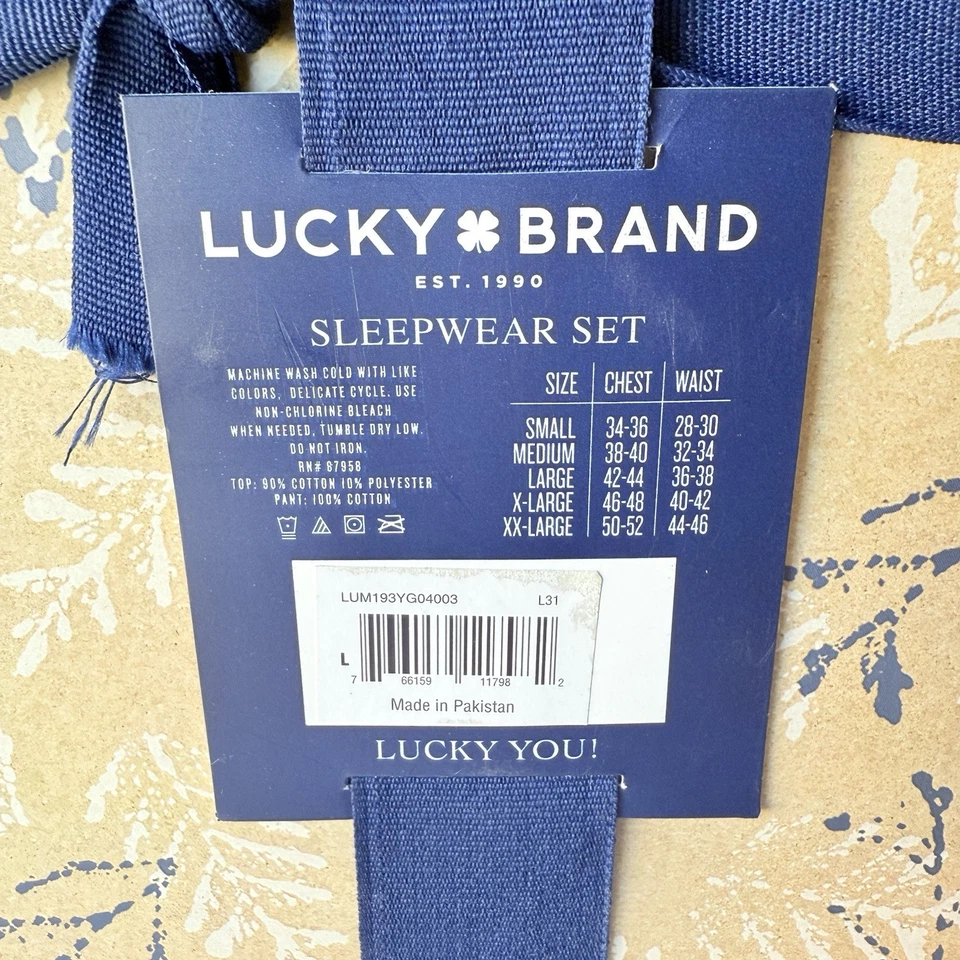 LUCKY BRAND
EST. 1990
SLEEPWEAR SET
MACHINE WASH COLD WITH LIKE
COLORS, DELICATE CYCLE. USE
NON-CHLORINE BLEACH
WHEN NEEDED, TUMBLE DRY LOW.
DO NOT IRON.
RN# 87958
TOP: 90% COTTON 10% POLYESTER
PANT: 100% COTTON
SIZE CHEST WAIST
SMALL 34-36 28-30
MEDIUM 38-40 32-34
LARGE 42-44 36-38
X-LARGE 46-48 40-42
XX-LARGE 50-52 44-46
LUM193YG04003 L31
L
7 66159 11798 2
Made in Pakistan
LUCKY YOU!